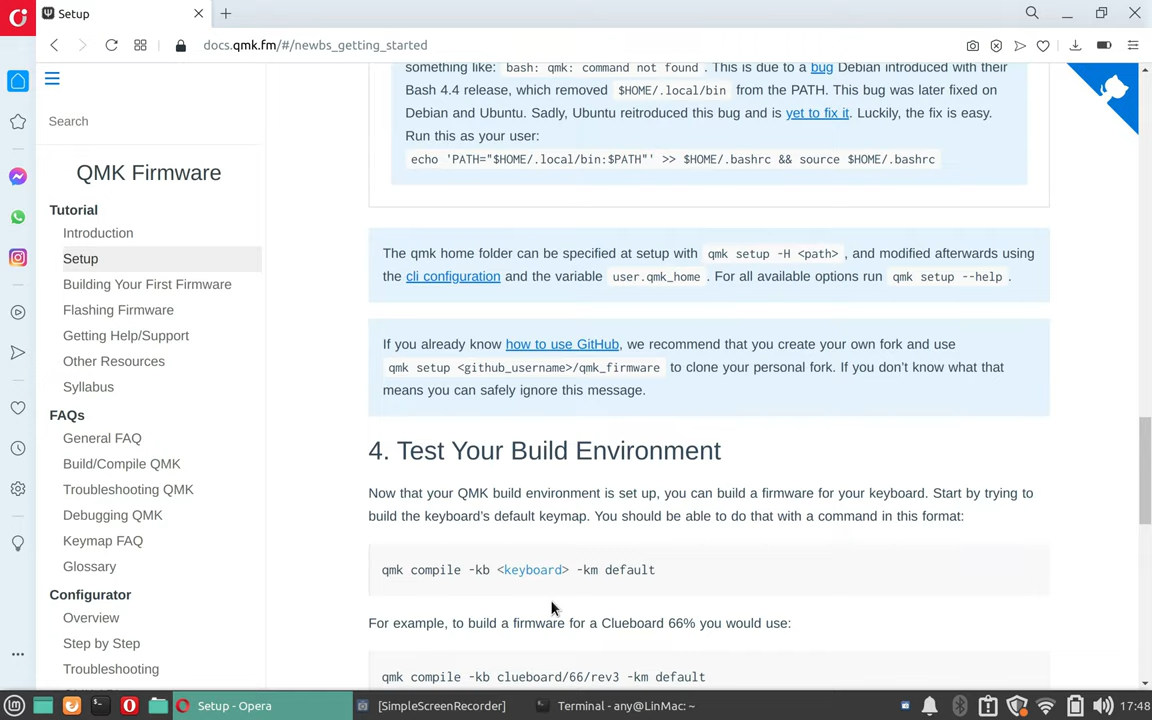 Setup
docs.qmk.fm/#/newbs_getting_started
Search
QMK Firmware
Tutorial
Introduction
Setup
Building Your First Firmware
Flashing Firmware
Getting Help/Support
Other Resources
Syllabus
FAQs
General FAQ
Build/Compile QMK
Troubleshooting QMK
Debugging QMK
Keymap FAQ
Glossary
Configurator
Overview
Step by Step
Troubleshooting
something like: bash: qmk: command not found . This is due to a bug Debian introduced with their
Bash 4.4 release, which removed $HOME/.local/bin from the PATH. This bug was later fixed on
Debian and Ubuntu. Sadly, Ubuntu reitroduced this bug and is yet to fix it. Luckily, the fix is easy.
Run this as your user:
echo 'PATH="$HOME/.local/bin:$PATH"' >> $HOME/.bashrc && source $HOME/.bashrc
The qmk home folder can be specified at setup with qmk setup -H <path> , and modified afterwards using
the cli configuration and the variable user.qmk_home . For all available options run qmk setup --help .
If you already know how to use GitHub, we recommend that you create your own fork and use
qmk setup <github_username>/qmk_firmware to clone your personal fork. If you don't know what that
means you can safely ignore this message.
4. Test Your Build Environment
Now that your QMK build environment is set up, you can build a firmware for your keyboard. Start by trying to
build the keyboard's default keymap. You should be able to do that with a command in this format:
qmk compile -kb <keyboard> -km default
For example, to build a firmware for a Clueboard 66% you would use:
qmk compile -kb clueboard/66/rev3 -km default
Setup - Opera
[SimpleScreenRecorder]
Terminal - any@LinMac: ~
17:48